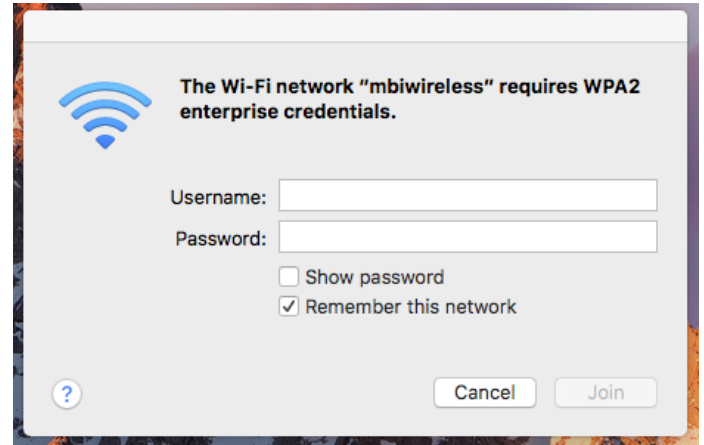 The Wi-Fi network “mbiwireless” requires WPA2
enterprise credentials.
Username:
Password:
Show password
Remember this network
?
Cancel
Join